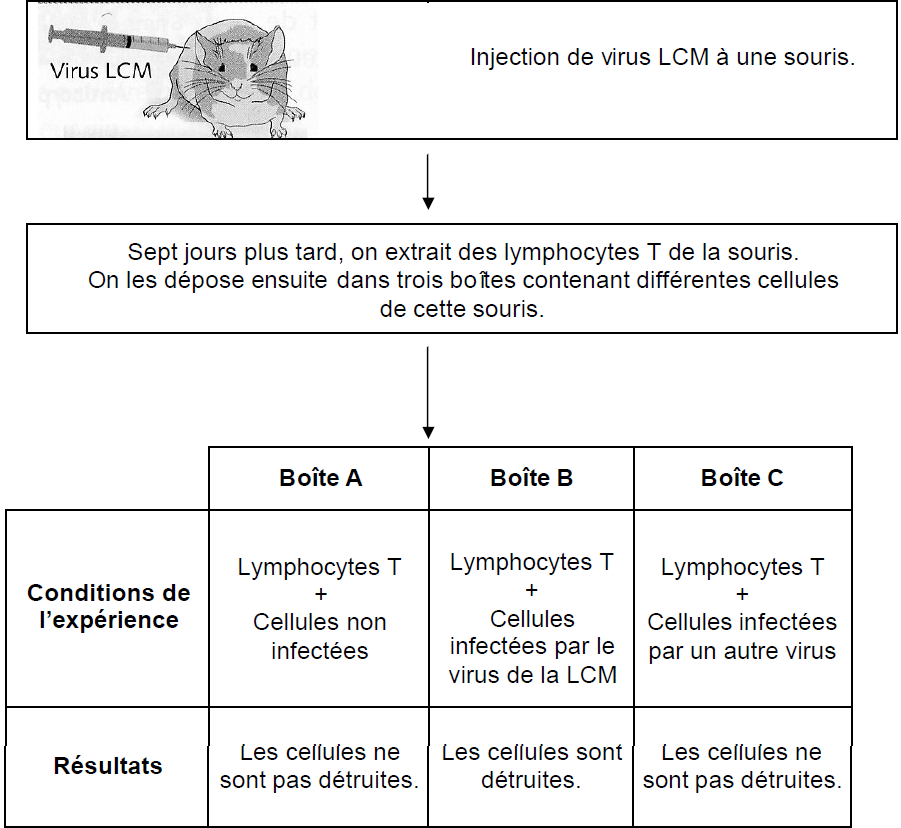 Virus LCM
Injection de virus LCM à une souris.
Sept jours plus tard, on extrait des lymphocytes T de la souris.
On les dépose ensuite dans trois boîtes contenant différentes cellules
de cette souris.
Boîte A
Boîte B
Boîte C
Conditions de
l'expérience
Lymphocytes T
+
Cellules non
infectées
Lymphocytes T
+
Cellules
infectées par le
virus de la LCM
Lymphocytes T
+
Cellules infectées
par un autre virus
Résultats
Les cellules ne
sont pas détruites.
Les cellules sont
détruites.
Les cellules ne
sont pas détruites.